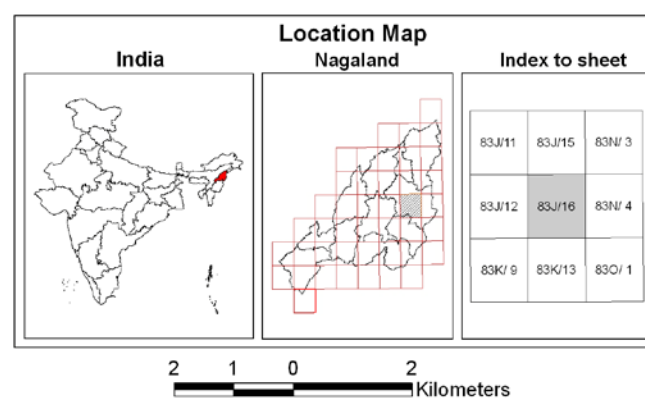 Location Map
India
Nagaland
Index to sheet
83J/11 83J/15 83N/ 3
83J/12 83J/16 83N/ 4
83K/ 9 83K/13 83O/ 1
2 1 0 2
Kilometers